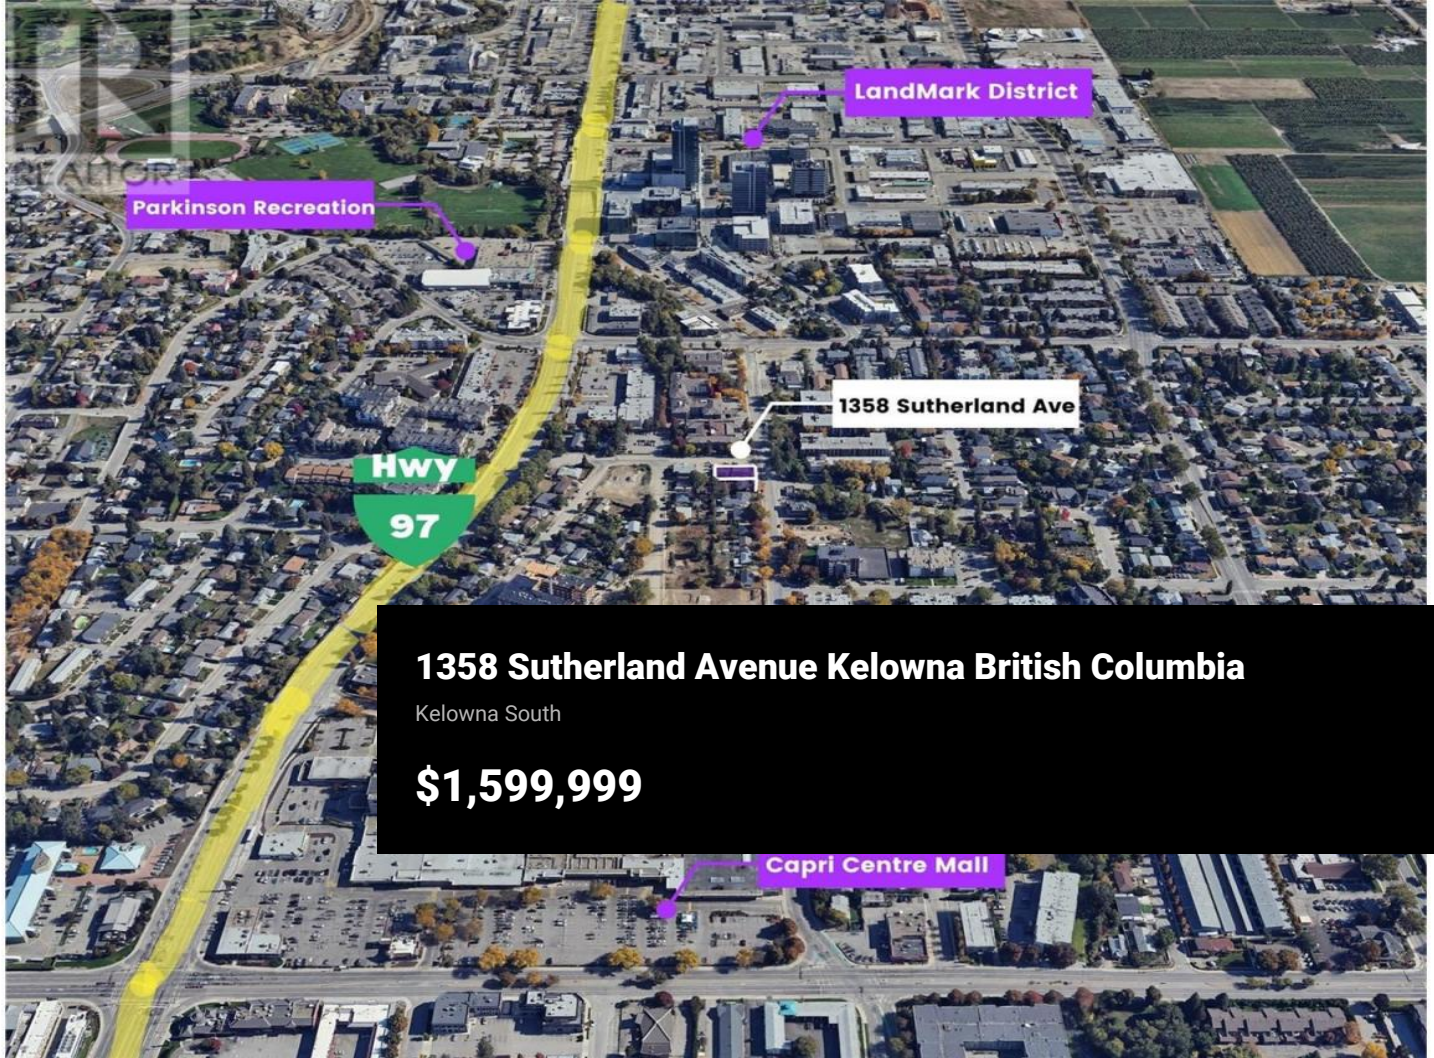 LandMark District
REALTOR
Parkinson Recreation
1358 Sutherland Ave
Hwy
97
1358 Sutherland Avenue Kelowna British Columbia
Kelowna South
$1,599,999
Capri Centre Mall